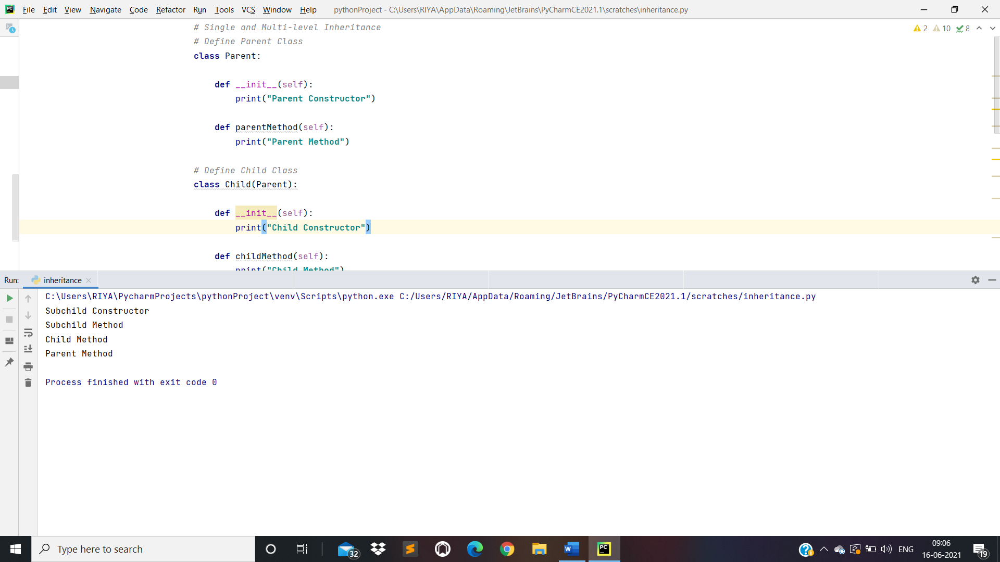 File Edit View Navigate Code Refactor Run Tools VCS Window Help pythonProject - C:\Users\RIYA\AppData\Roaming\JetBrains\PyCharmCE2021.1\scratches\inheritance.py
# Single and Multi-level Inheritance
2 10 8
# Define Parent Class
class Parent:
def __init__(self):
print("Parent Constructor")
def parentMethod(self):
print("Parent Method")
# Define Child Class
class Child(Parent):
def __init__(self):
print("Child Constructor")
def childMethod(self):
print("Child Method")
Run: inheritance
C:\Users\RIYA\PycharmProjects\pythonProject\venv\Scripts\python.exe C:/Users/RIYA/AppData/Roaming/JetBrains/PyCharmCE2021.1/scratches/inheritance.py
Subchild Constructor
Subchild Method
Child Method
Parent Method
Process finished with exit code 0
Type here to search
32
ENG
09:06
16-06-2021
19